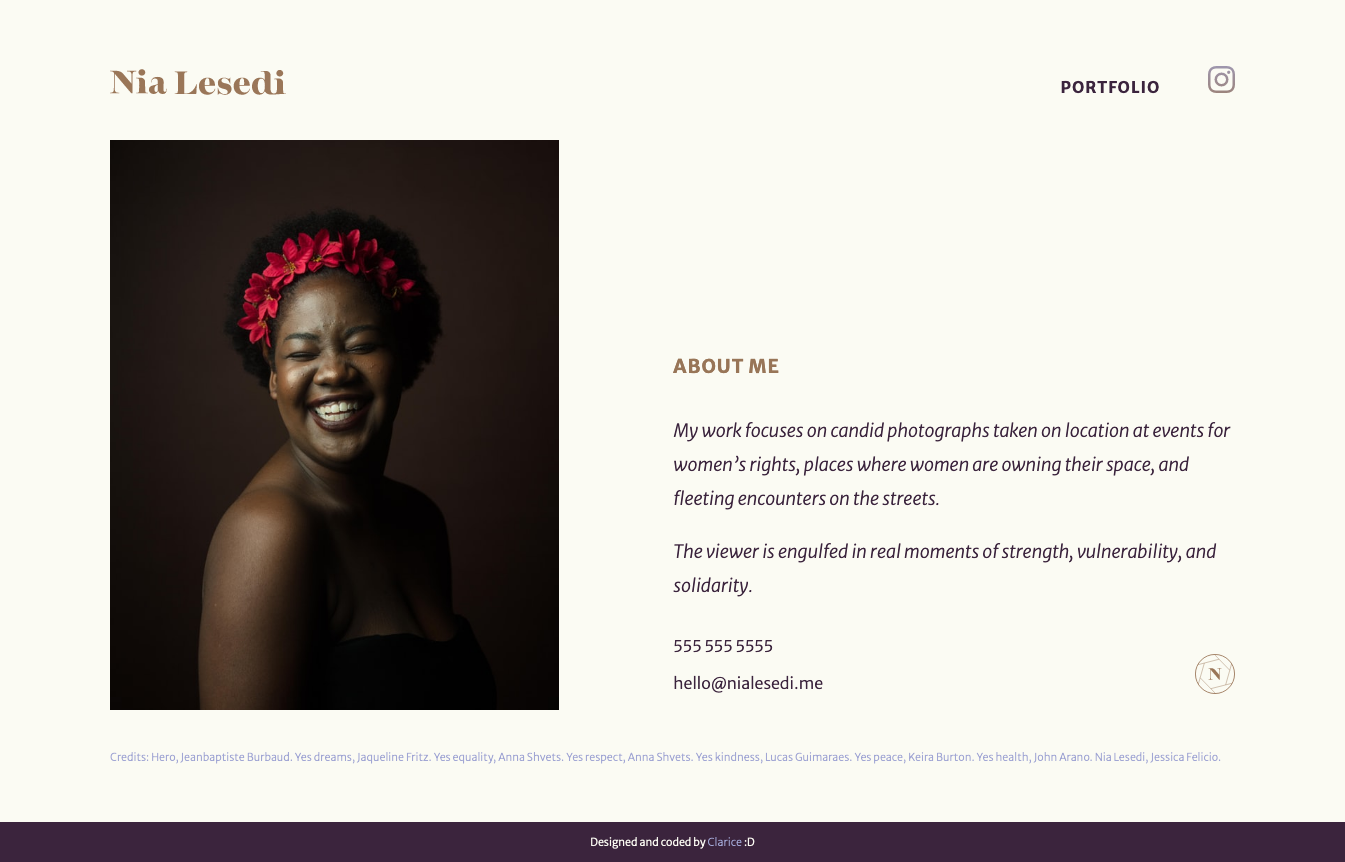 Nia Lesedi
PORTFOLIO
ABOUT ME
My work focuses on candid photographs taken on location at events for
women’s rights, places where women are owning their space, and
fleeting encounters on the streets.
The viewer is engulfed in real moments of strength, vulnerability, and
solidarity.
555 555 5555
hello@nialesedi.me
N
Credits: Hero, Jeanbaptiste Burbaud. Yes dreams, Jaqueline Fritz. Yes equality, Anna Shvets. Yes respect, Anna Shvets. Yes kindness, Lucas Guimaraes. Yes peace, Keira Burton. Yes health, John Arano. Nia Lesedi, Jessica Felicio.
Designed and coded by Clarice :D